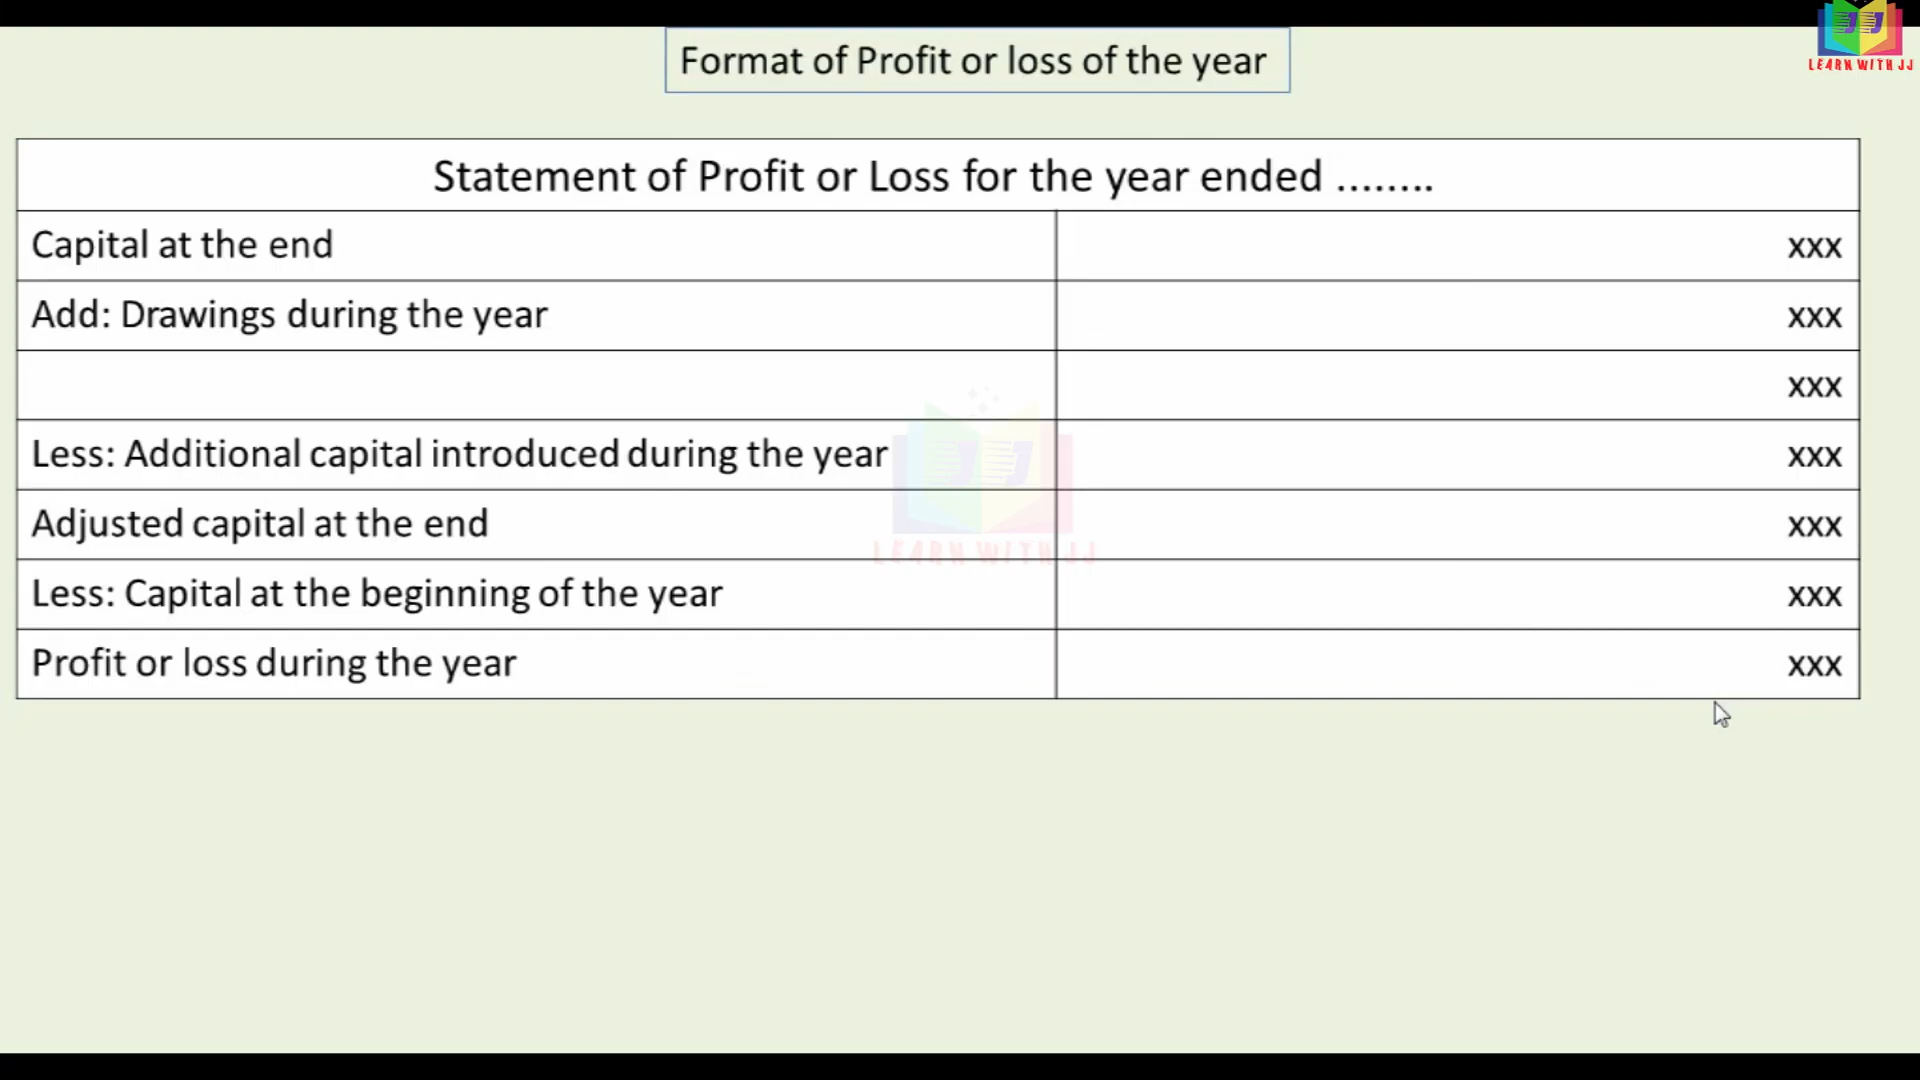 LEARN WITH JJ
Format of Profit or loss of the year
Statement of Profit or Loss for the year ended ........
Capital at the end xxx
Add: Drawings during the year xxx
xxx
Less: Additional capital introduced during the year xxx
Adjusted capital at the end xxx
LEARN WITH JJ
Less: Capital at the beginning of the year xxx
Profit or loss during the year xxx